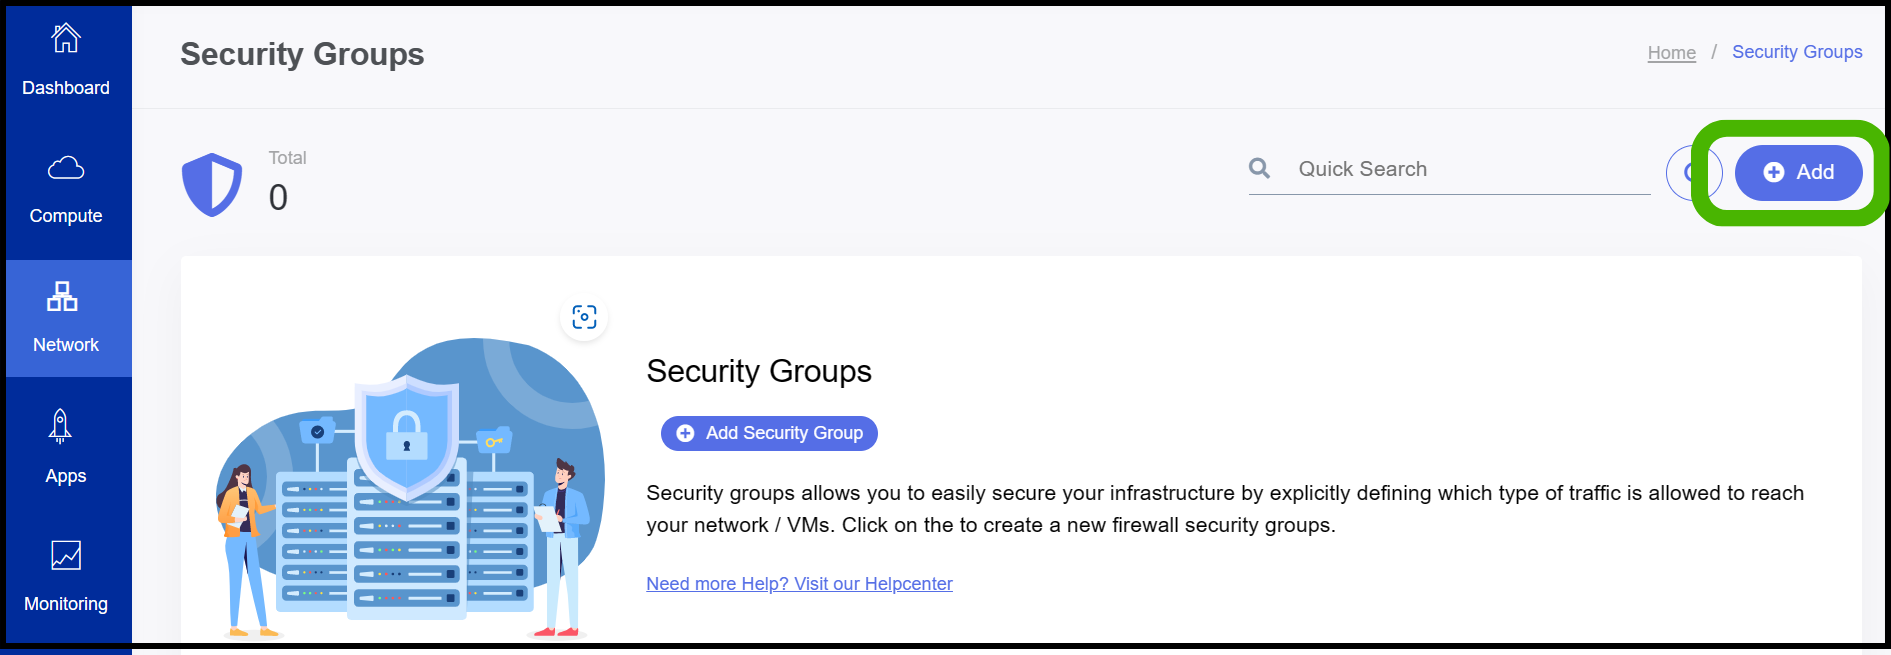 Dashboard
Compute
Network
Apps
Monitoring
Security Groups
Home / Security Groups
Total
0
Quick Search
Add
Security Groups
Add Security Group
Security groups allows you to easily secure your infrastructure by explicitly defining which type of traffic is allowed to reach
your network / VMs. Click on the to create a new firewall security groups.
Need more Help? Visit our Helpcenter